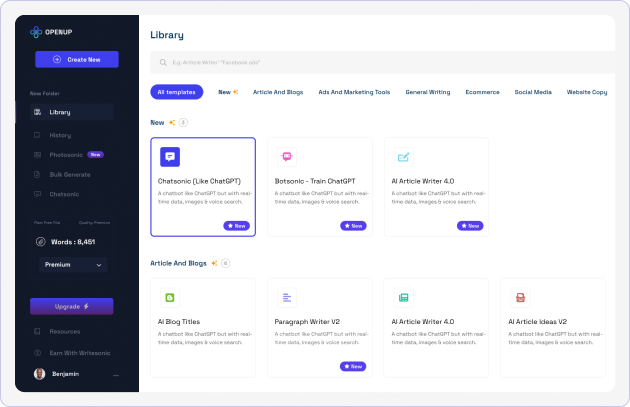 OPENUP
Create New
New Folder
Library
History
Photosonic New
Bulk Generate
Chatsonic
Plan: Free Trial Quality: Premium
Words : 8,451
Premium
Upgrade
Resources
Earn With Writesonic
Benjamin ...
Library
E.g: Article Writer" "Facebook ads"
All templates New Article And Blogs Ads And Marketing Tools General Writing Ecommerce Social Media Website Copy
New 3
Chatsonic (Like ChatGPT)
A chatbot like ChatGPT but with real-
time data, images & voice search.
New
Botsonic - Train ChatGPT
A chatbot like ChatGPT but with real-
time data, images & voice search.
New
AI Article Writer 4.0
A chatbot like ChatGPT but with real-
time data, images & voice search.
New
Article And Blogs
AI Blog Titles
A chatbot like ChatGPT but with real-
time data, images & voice search.
Paragraph Writer V2
A chatbot like ChatGPT but with real-
time data, images & voice search.
New
AI Article Writer 4.0
A chatbot like ChatGPT but with real-
time data, images & voice search.
AI Article Ideas V2
A chatbot like ChatGPT but with real-
time data, images & voice search.